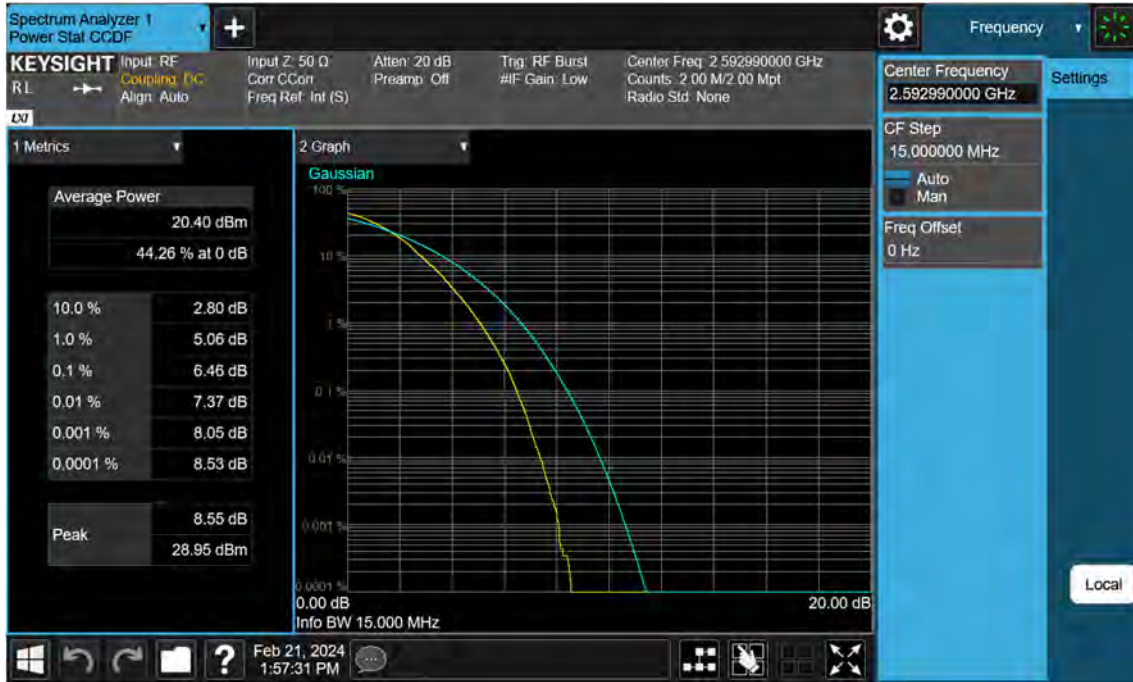 Spectrum Analyzer 1
Power Stat CCDF
Frequency
KEYSIGHT
RL
LXI
Input: RF
Coupling: DC
Align: Auto
Input Z: 50 Ω
Corr CCorr
Freq Ref: Int (S)
Atten: 20 dB
Preamp: Off
Trig: RF Burst
#IF Gain: Low
Center Freq: 2.592990000 GHz
Counts: 2.00 M/2.00 Mpt
Radio Std: None
Center Frequency
2.592990000 GHz
Settings
CF Step
15.000000 MHz
Auto
Man
Freq Offset
0 Hz
1 Metrics
Average Power
20.40 dBm
44.26 % at 0 dB
10.0 % 2.80 dB
1.0 % 5.06 dB
0.1 % 6.46 dB
0.01 % 7.37 dB
0.001 % 8.05 dB
0.0001 % 8.53 dB
Peak
8.55 dB
28.95 dBm
2 Graph
Gaussian
100 %
10 %
1 %
0.1 %
0.01 %
0.001 %
0.0001 %
0.00 dB 20.00 dB
Info BW 15.000 MHz
Local
?
Feb 21, 2024
1:57:31 PM